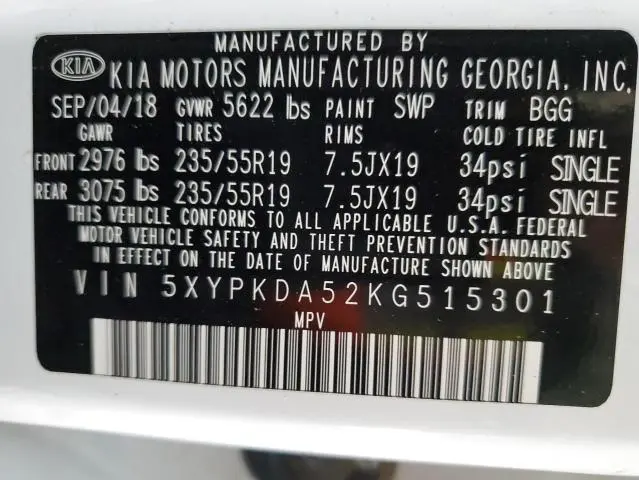 MANUFACTURED BY
KIA KIA MOTORS MANUFACTURING GEORGIA, INC.
SEP/04/18 GVWR 5622 lbs PAINT SWP TRIM BGG
GAWR TIRES RIMS COLD TIRE INFL
FRONT 2976 lbs 235/55R19 7.5JX19 34psi SINGLE
REAR 3075 lbs 235/55R19 7.5JX19 34psi SINGLE
THIS VEHICLE CONFORMS TO ALL APPLICABLE U.S.A. FEDERAL
MOTOR VEHICLE SAFETY AND THEFT PREVENTION STANDARDS
IN EFFECT ON THE DATE OF MANUFACTURE SHOWN ABOVE
VIN 5XYPKDA52KG515301
MPV